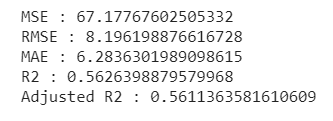 MSE : 67.17767602505332
RMSE : 8.196198876616728
MAE : 6.2836301989098615
R2 : 0.5626398879579968
Adjusted R2 : 0.5611363581610609